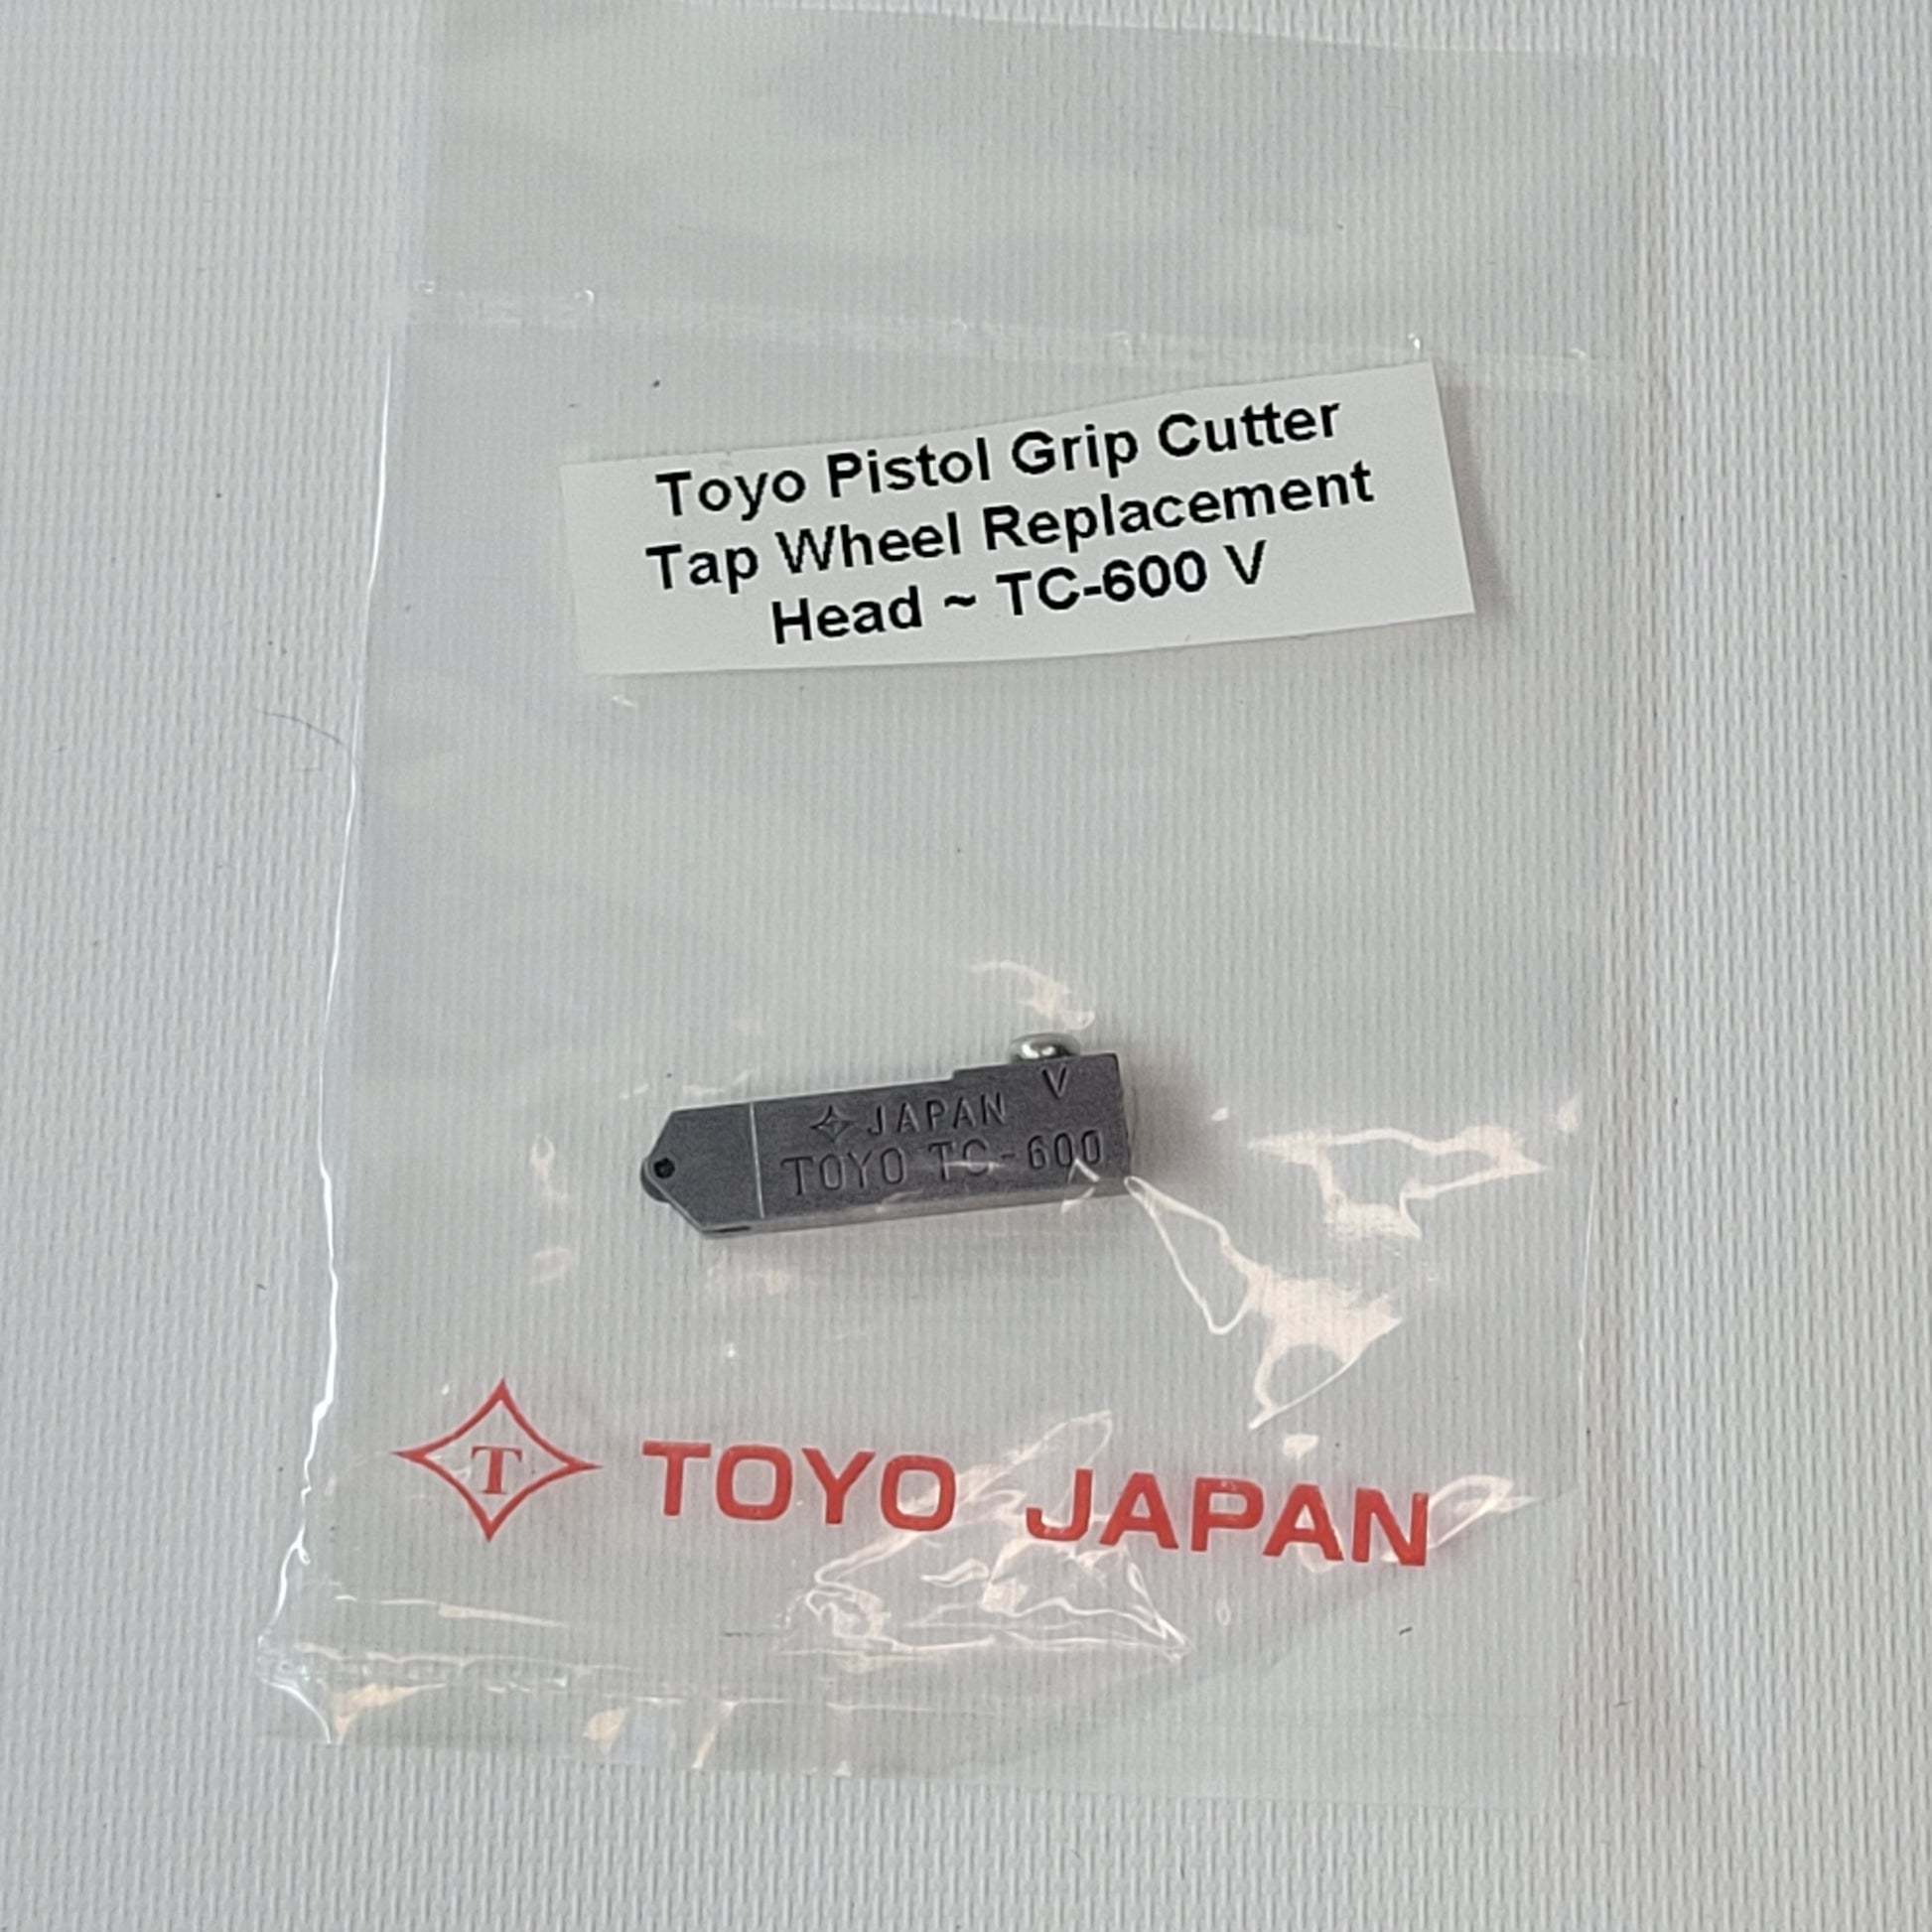 Toyo Pistol Grip Cutter
Tap Wheel Replacement
Head ~ TC-600 V
V
JAPAN
TOYO TC-600
T TOYO JAPAN